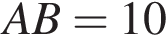 AB = 10